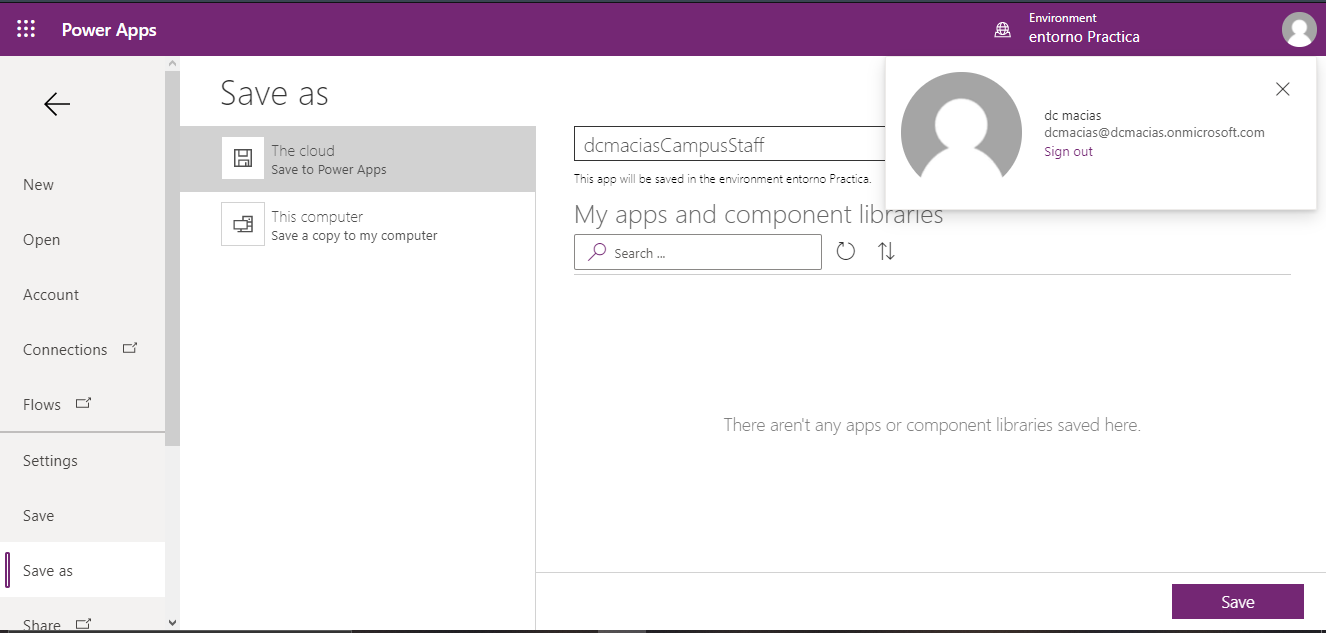 Power Apps
Environment
entorno Practica
dc macias
dcmacias@dcmacias.onmicrosoft.com
Sign out
New
Open
Account
Connections
Flows
Settings
Save
Save as
Share
Save as
The cloud
Save to Power Apps
This computer
Save a copy to my computer
dcmaciasCampusStaff
This app will be saved in the environment entorno Practica.
My apps and component libraries
Search ...
There aren't any apps or component libraries saved here.
Save